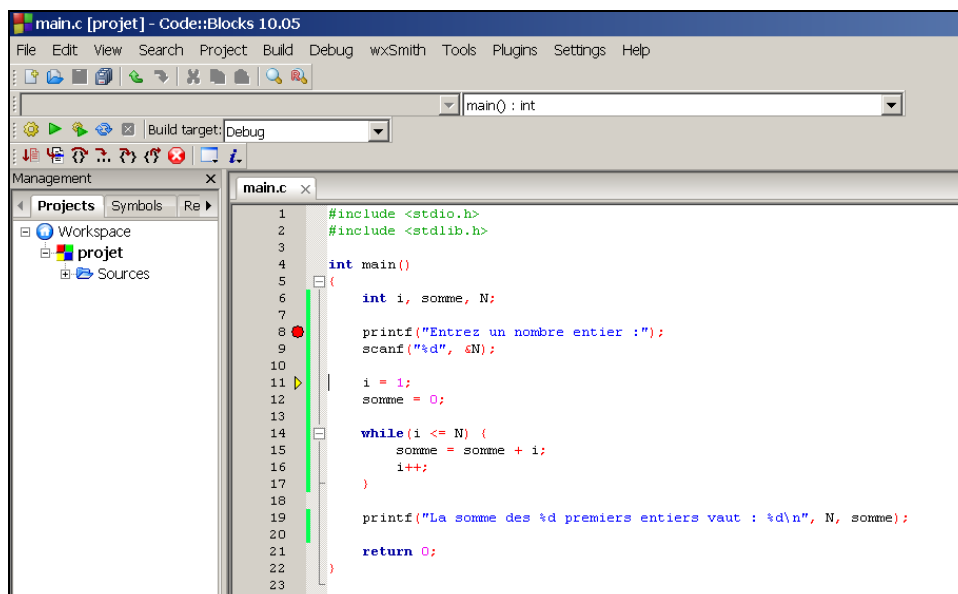 main.c [projet] - Code::Blocks 10.05
File Edit View Search Project Build Debug wxSmith Tools Plugins Settings Help
main() : int
Build target: Debug
Management
main.c
Projects Symbols Re
Workspace
projet
Sources
1 #include <stdio.h>
2 #include <stdlib.h>
3
4 int main()
5 {
6 int i, somme, N;
7
8 printf("Entrez un nombre entier :");
9 scanf("%d", &N);
10
11 i = 1;
12 somme = 0;
13
14 while(i <= N) {
15 somme = somme + i;
16 i++;
17 }
18
19 printf("La somme des %d premiers entiers vaut : %d\n", N, somme);
20
21 return 0;
22 }
23